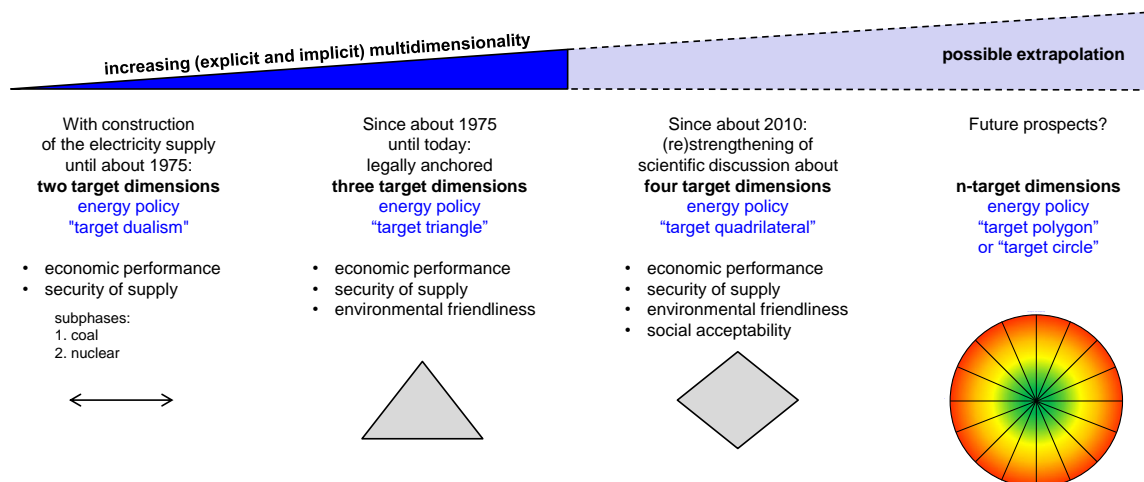 increasing (explicit and implicit) multidimensionality
possible extrapolation
With construction
of the electricity supply
until about 1975:
two target dimensions
energy policy
"target dualism"
• economic performance
• security of supply
subphases:
1. coal
2. nuclear
Since about 1975
until today:
legally anchored
three target dimensions
energy policy
“target triangle”
• economic performance
• security of supply
• environmental friendliness
Since about 2010:
(re)strengthening of
scientific discussion about
four target dimensions
energy policy
“target quadrilateral”
• economic performance
• security of supply
• environmental friendliness
• social acceptability
Future prospects?
n-target dimensions
energy policy
“target polygon”
or “target circle”